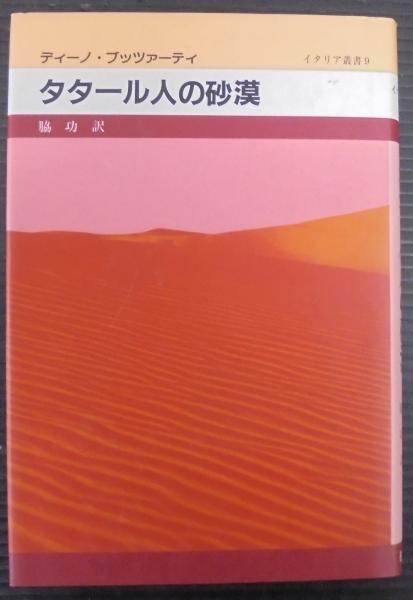 ディーノ・ブッツァーティ
イタリア叢書9
タタール人の砂漠
脇功訳